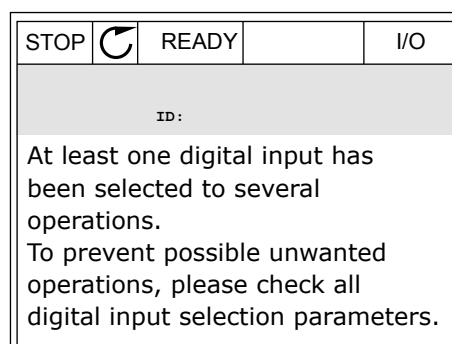 STOP READY I/O
ID:
At least one digital input has
been selected to several
operations.
To prevent possible unwanted
operations, please check all
digital input selection parameters.